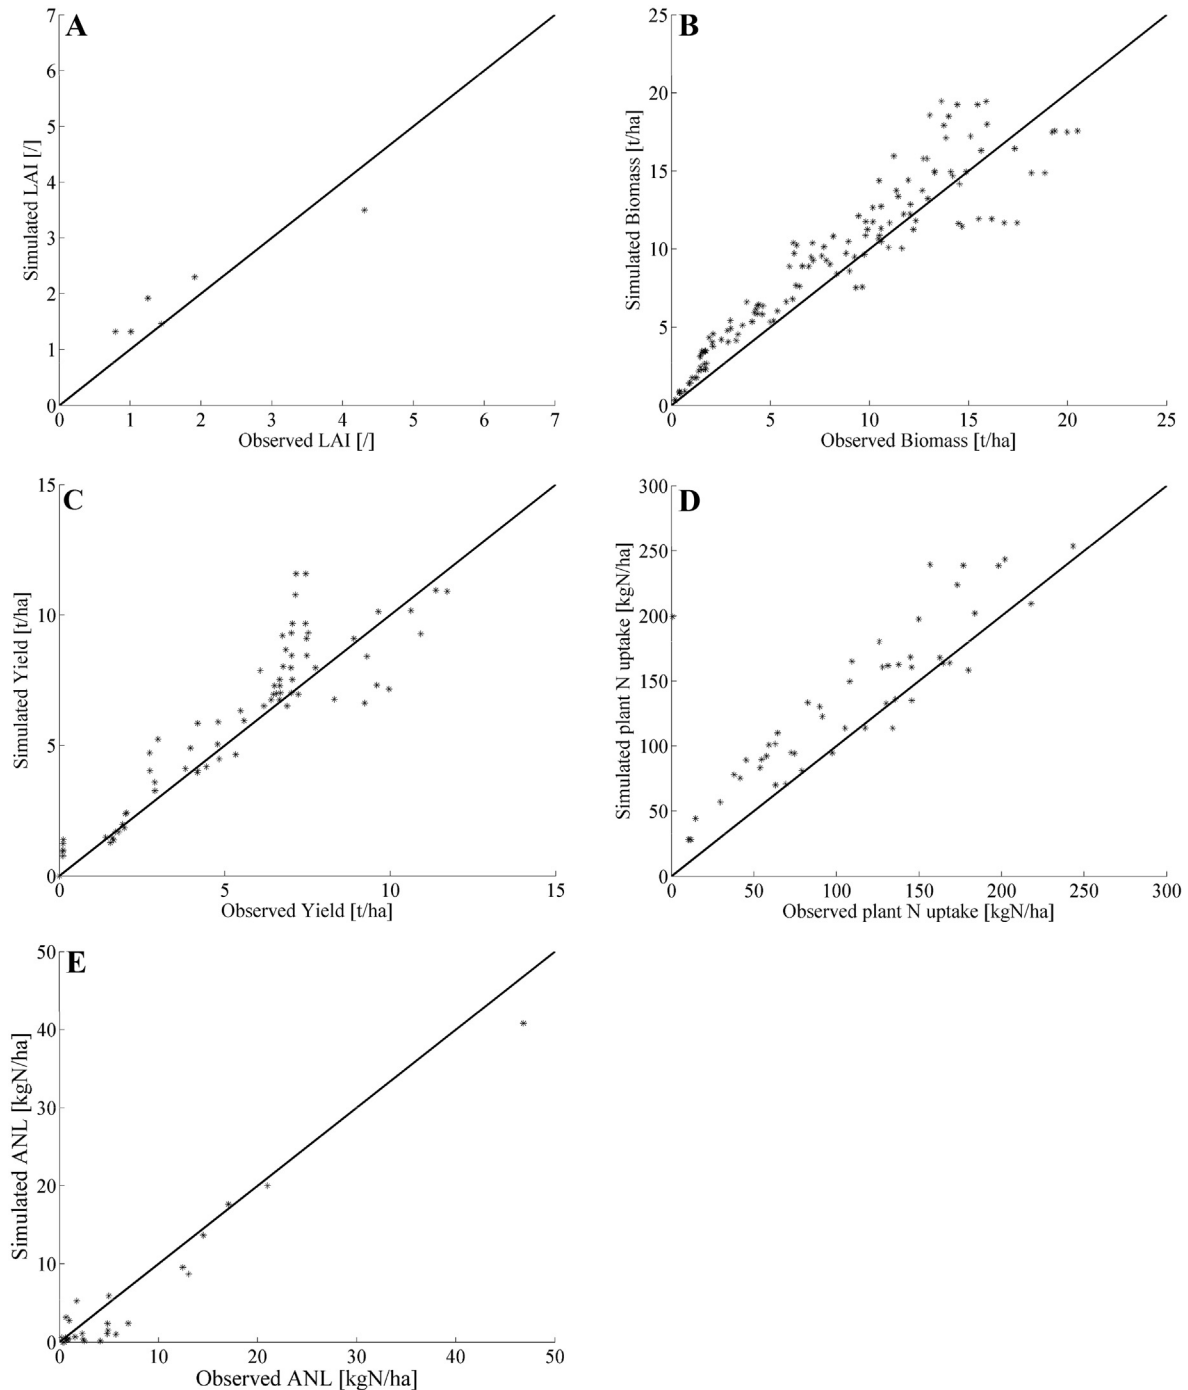 A
7
6
5
4
3
2
1
0
Simulated LAI [/]
0 1 2 3 4 5 6 7
Observed LAI [/]
B
25
20
15
10
5
0
Simulated Biomass [t/ha]
0 5 10 15 20 25
Observed Biomass [t/ha]
C
15
10
5
0
Simulated Yield [t/ha]
0 5 10 15
Observed Yield [t/ha]
D
300
250
200
150
100
50
0
Simulated plant N uptake [kgN/ha]
0 50 100 150 200 250 300
Observed plant N uptake [kgN/ha]
E
50
40
30
20
10
0
Simulated ANL [kgN/ha]
0 10 20 30 40 50
Observed ANL [kgN/ha]